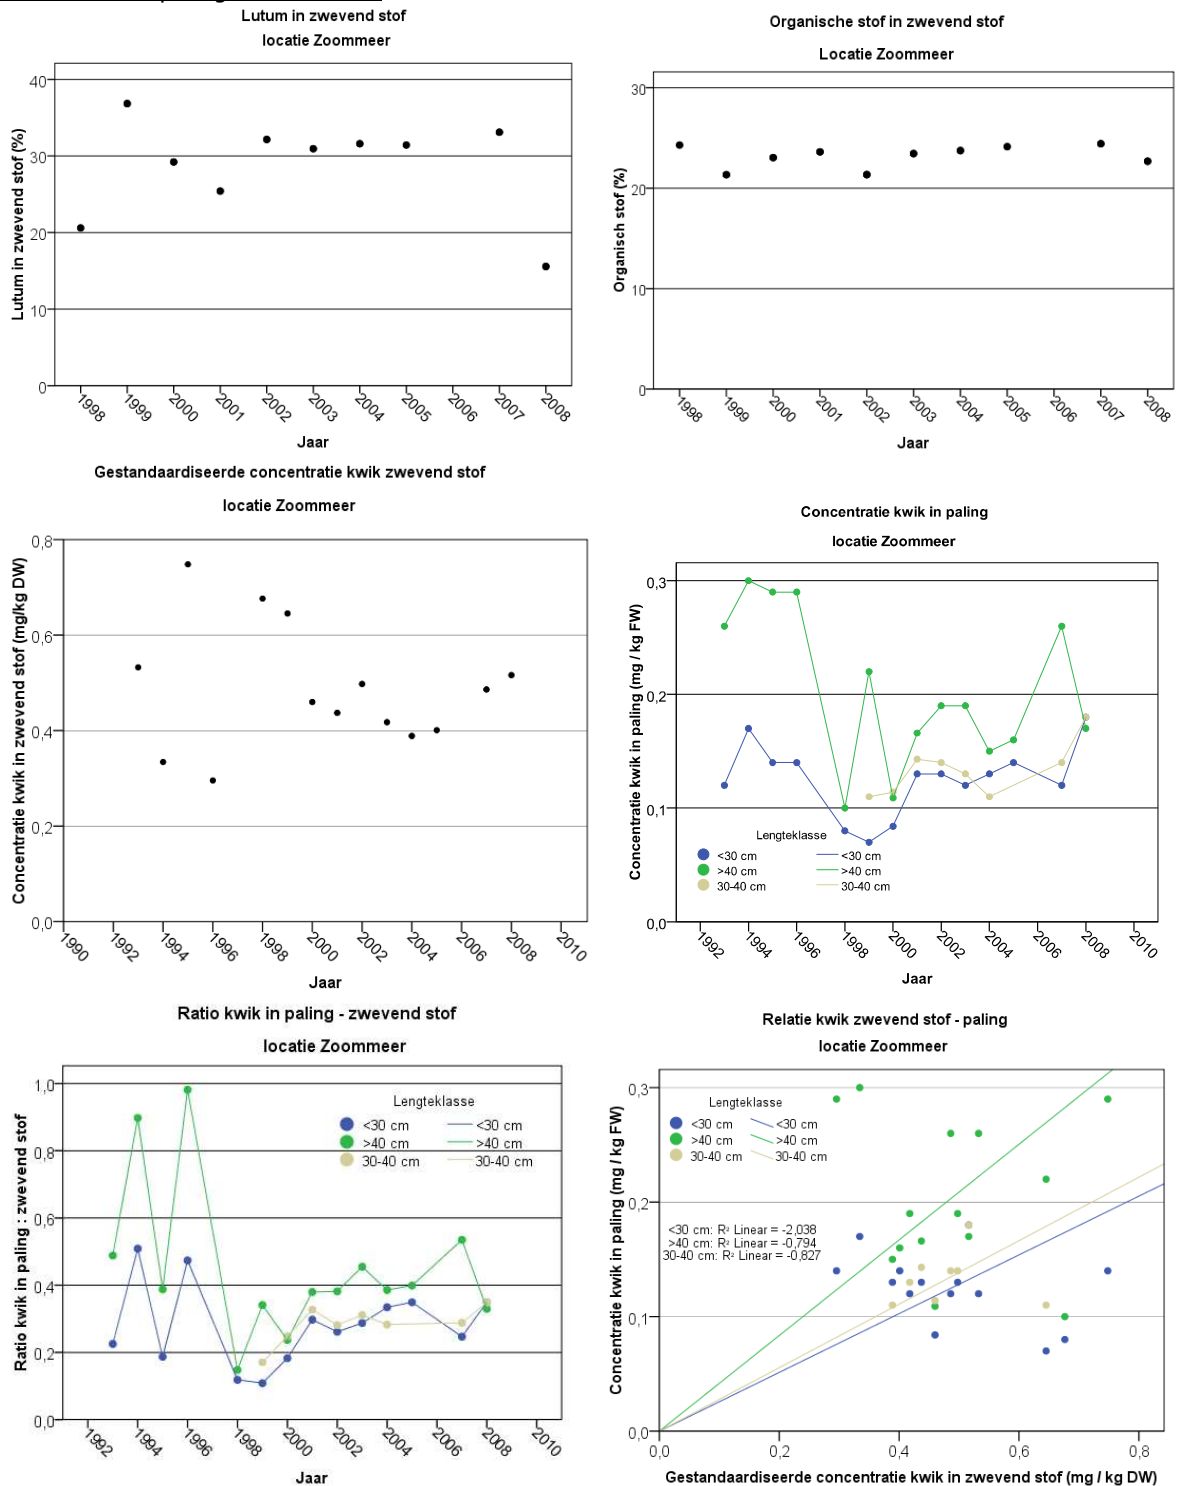 Lutum in zwevend stof
locatie Zoommeer
Lutum in zwevend stof (%)
40
30
20
10
0
1998 1999 2000 2001 2002 2003 2004 2005 2006 2007 2008
Jaar
Organische stof in zwevend stof
Locatie Zoommeer
Organisch stof (%)
30
20
10
0
1998 1999 2000 2001 2002 2003 2004 2005 2006 2007 2008
Jaar
Gestandaardiseerde concentratie kwik zwevend stof
locatie Zoommeer
Concentratie kwik in zwevend stof (mg/kg DW)
0,8
0,6
0,4
0,2
0,0
1990 1992 1994 1996 1998 2000 2002 2004 2006 2008 2010
Jaar
Concentratie kwik in paling
locatie Zoommeer
Concentratie kwik in paling (mg / kg FW)
0,3
0,2
0,1
0,0
Lengteklasse
<30 cm <30 cm
>40 cm >40 cm
30-40 cm 30-40 cm
1992 1994 1996 1998 2000 2002 2004 2006 2008 2010
Jaar
Ratio kwik in paling - zwevend stof
locatie Zoommeer
Ratio kwik in paling : zwevend stof
1,0
0,8
0,6
0,4
0,2
0,0
Lengteklasse
<30 cm <30 cm
>40 cm >40 cm
30-40 cm 30-40 cm
1992 1994 1996 1998 2000 2002 2004 2006 2008 2010
Jaar
Relatie kwik zwevend stof - paling
locatie Zoommeer
Concentratie kwik in paling (mg / kg FW)
0,3
0,2
0,1
0,0
Lengteklasse
<30 cm <30 cm
>40 cm >40 cm
30-40 cm 30-40 cm
<30 cm: R² Linear = -2,038
>40 cm: R² Linear = -0,794
30-40 cm: R² Linear = -0,827
0,0 0,2 0,4 0,6 0,8
Gestandaardiseerde concentratie kwik in zwevend stof (mg / kg DW)